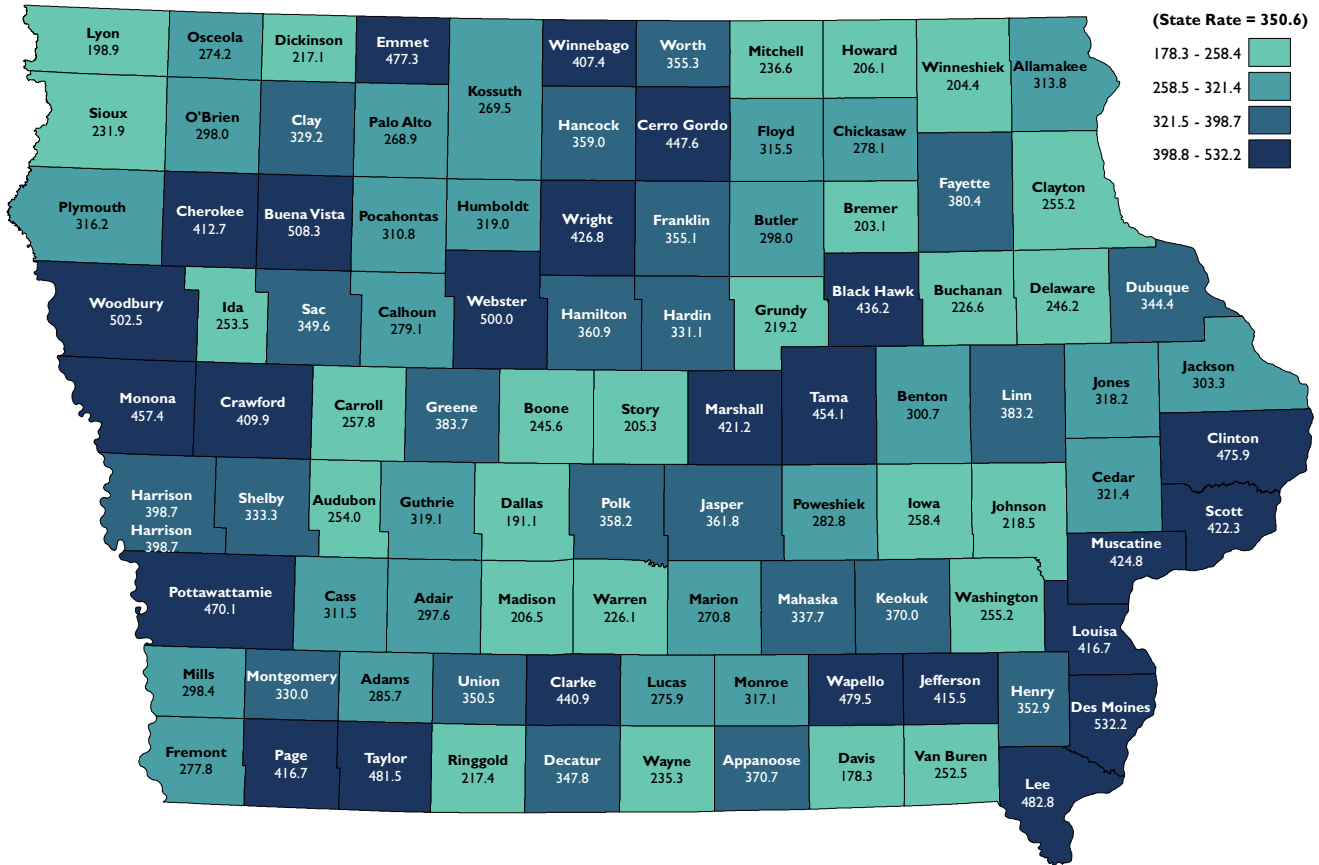 (State Rate = 350.6)
178.3 - 258.4
258.5 - 321.4
321.5 - 398.7
398.8 - 532.2
Lyon
198.9
Osceola
274.2
Dickinson
217.1
Emmet
477.3
Kossuth
269.5
Winnebago
407.4
Worth
355.3
Mitchell
236.6
Howard
206.1
Winneshiek
204.4
Allamakee
313.8
Sioux
231.9
O'Brien
298.0
Clay
329.2
Palo Alto
268.9
Hancock
359.0
Cerro Gordo
447.6
Floyd
315.5
Chickasaw
278.1
Fayette
380.4
Clayton
255.2
Plymouth
316.2
Cherokee
412.7
Buena Vista
508.3
Pocahontas
310.8
Humboldt
319.0
Wright
426.8
Franklin
355.1
Butler
298.0
Bremer
203.1
Woodbury
502.5
Ida
253.5
Sac
349.6
Calhoun
279.1
Webster
500.0
Hamilton
360.9
Hardin
331.1
Grundy
219.2
Black Hawk
436.2
Buchanan
226.6
Delaware
246.2
Dubuque
344.4
Monona
457.4
Crawford
409.9
Carroll
257.8
Greene
383.7
Boone
245.6
Story
205.3
Marshall
421.2
Tama
454.1
Benton
300.7
Linn
383.2
Jones
318.2
Jackson
303.3
Clinton
475.9
Harrison
398.7
Harrison
398.7
Shelby
333.3
Audubon
254.0
Guthrie
319.1
Dallas
191.1
Polk
358.2
Jasper
361.8
Poweshiek
282.8
Iowa
258.4
Johnson
218.5
Cedar
321.4
Scott
422.3
Muscatine
424.8
Pottawattamie
470.1
Cass
311.5
Adair
297.6
Madison
206.5
Warren
226.1
Marion
270.8
Mahaska
337.7
Keokuk
370.0
Washington
255.2
Louisa
416.7
Mills
298.4
Montgomery
330.0
Adams
285.7
Union
350.5
Clarke
440.9
Lucas
275.9
Monroe
317.1
Wapello
479.5
Jefferson
415.5
Henry
352.9
Des Moines
532.2
Fremont
277.8
Page
416.7
Taylor
481.5
Ringgold
217.4
Decatur
347.8
Wayne
235.3
Appanoose
370.7
Davis
178.3
Van Buren
252.5
Lee
482.8